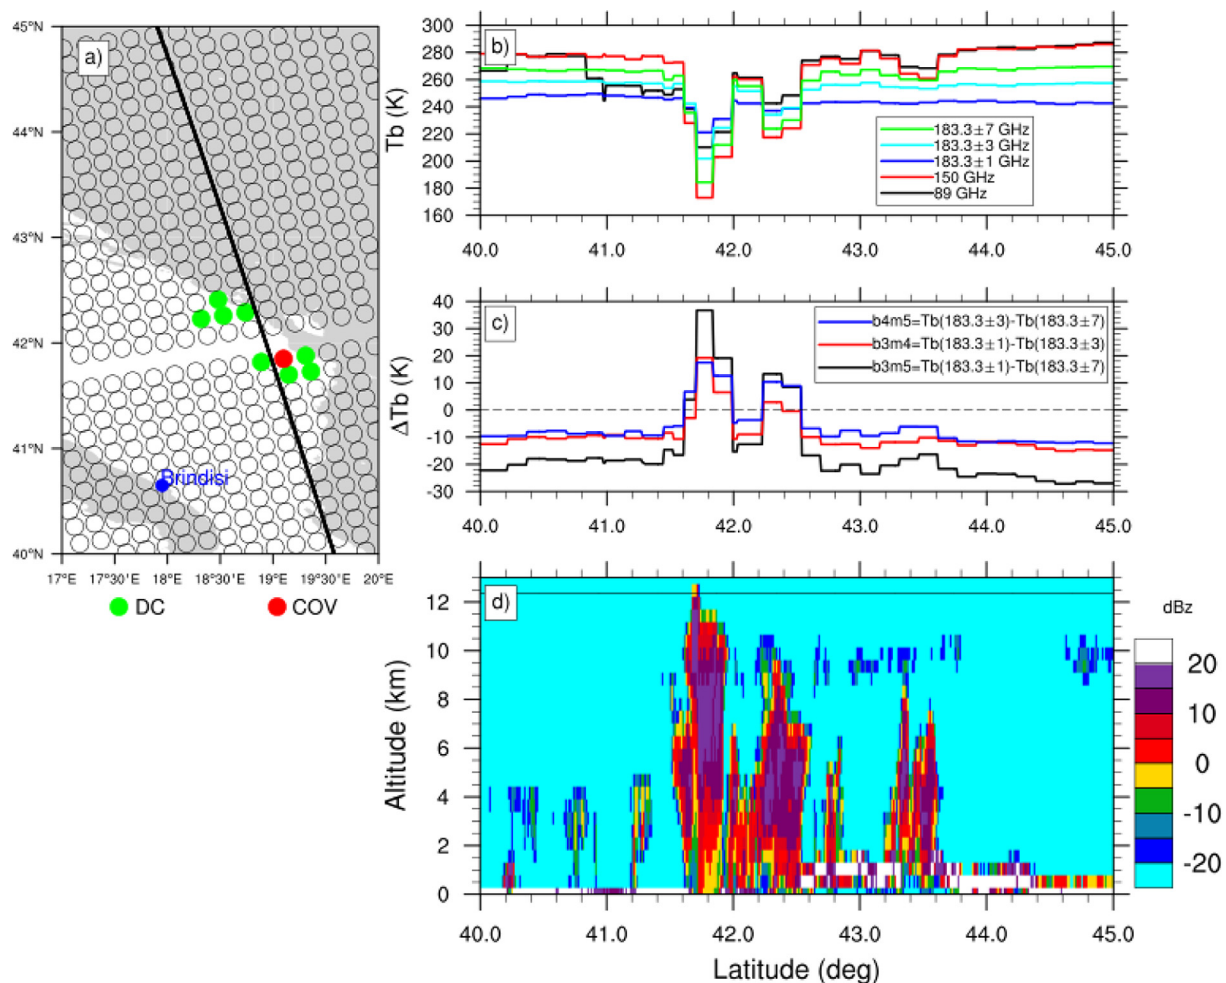 a)
45°N
44°N
43°N
42°N
41°N
40°N
Brindisi
17°E
17°30'E
18°E
18°30'E
19°E
19°30'E
20°E
DC
COV
b)
Tb (K)
300
280
260
240
220
200
180
160
183.3±7 GHz
183.3±3 GHz
183.3±1 GHz
150 GHz
89 GHz
40.0
41.0
42.0
43.0
44.0
45.0
c)
ΔTb (K)
40
30
20
10
0
-10
-20
-30
b4m5=Tb(183.3±3)-Tb(183.3±7)
b3m4=Tb(183.3±1)-Tb(183.3±3)
b3m5=Tb(183.3±1)-Tb(183.3±7)
40.0
41.0
42.0
43.0
44.0
45.0
d)
Altitude (km)
12
10
8
6
4
2
0
40.0
41.0
42.0
43.0
44.0
45.0
Latitude (deg)
dBz
20
10
0
-10
-20